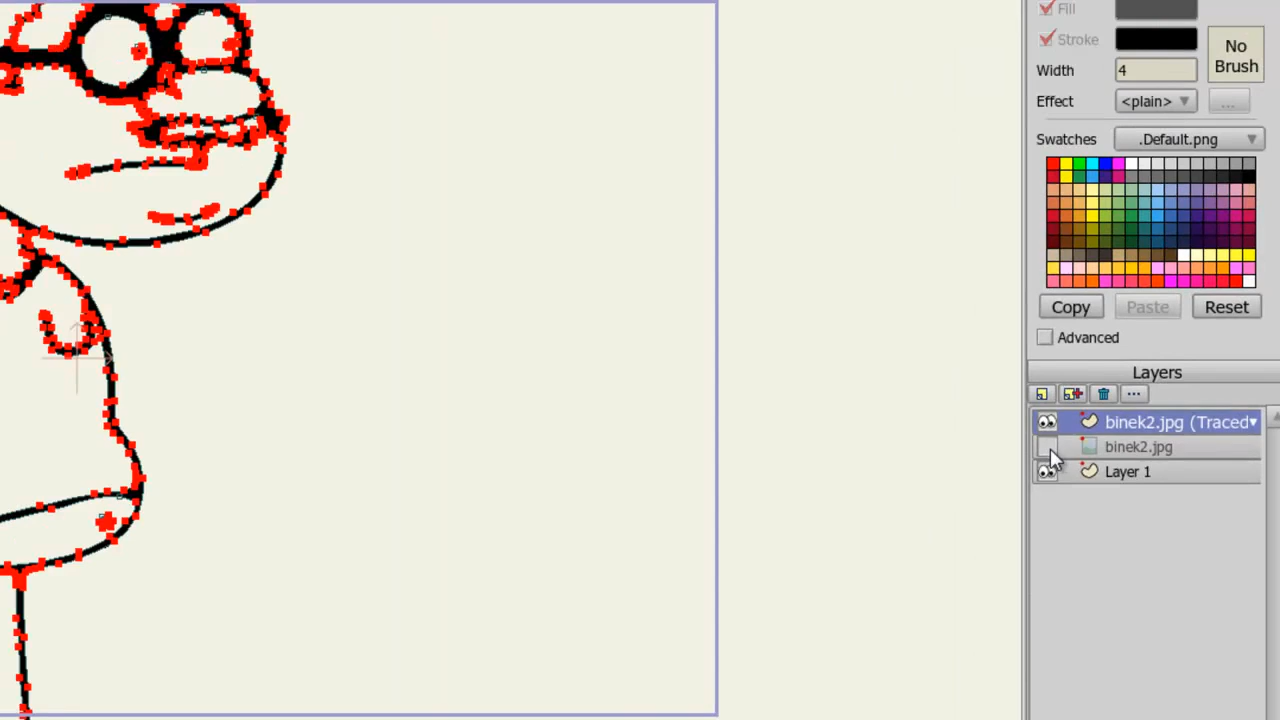 Fill
Stroke
No
Brush
Width
4
Effect
<plain>
...
Swatches
.Default.png
Copy
Paste
Reset
Advanced
Layers
binek2.jpg (Traced
binek2.jpg
Layer 1